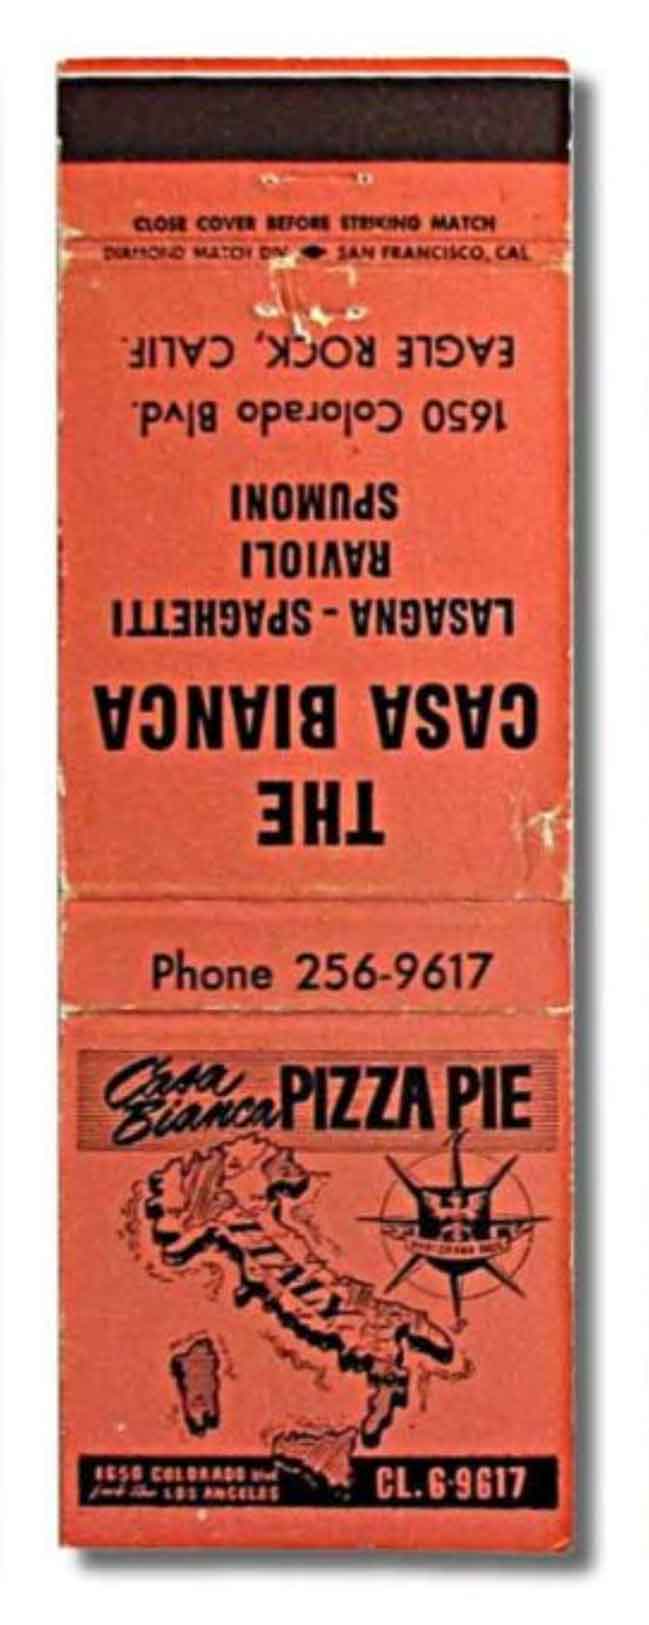 CLOSE COVER BEFORE STRIKING MATCH
DIAMOND MATCH DIV. SAN FRANCISCO, CAL.
THE
CASA BIANCA
LASAGNA - SPAGHETTI
RAVIOLI
SPUMONI
1650 Colorado Blvd.
EAGLE ROCK, CALIF.
Phone 256-9617
Casa Bianca PIZZA PIE
ITALY
1650 COLORADO Blvd
LOS ANGELES
CL. 6-9617